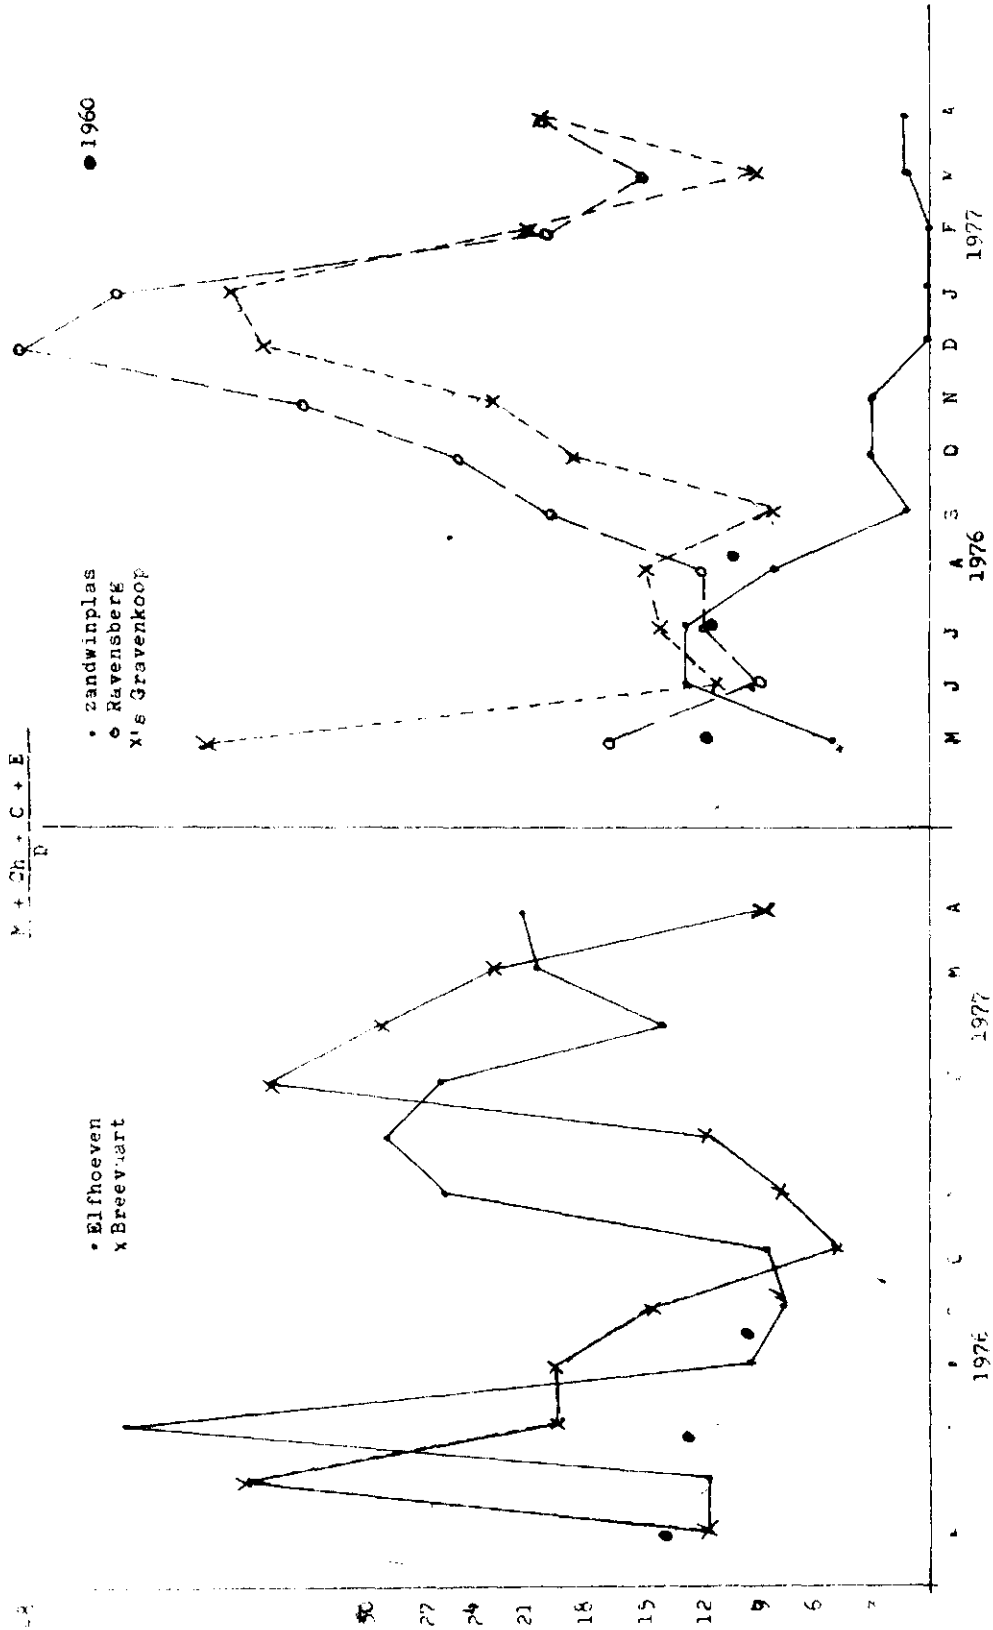 M + Ch + C + E
p
• Elfhoeven
x Breevaart
• zandwinplas
o Ravensberg
X's Gravenkoop
● 1960
30
27
24
21
18
15
12
9
6
C
M A
1976
1977
M J J A S O N D J F M A
1976
1977